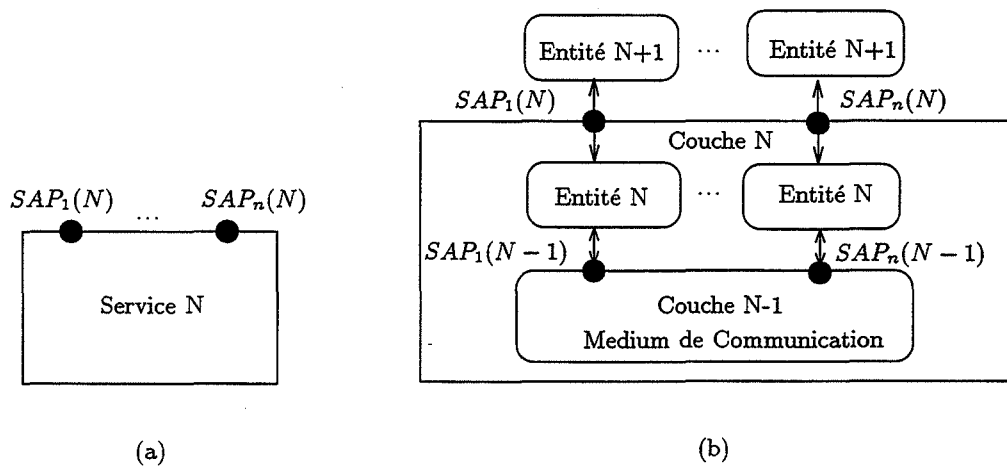 SAP₁(N) ... SAPₙ(N)
Service N
(a)
Entité N+1 ... Entité N+1
SAP₁(N) SAPₙ(N)
Couche N
Entité N ... Entité N
SAP₁(N − 1) SAPₙ(N − 1)
Couche N-1
Medium de Communication
(b)